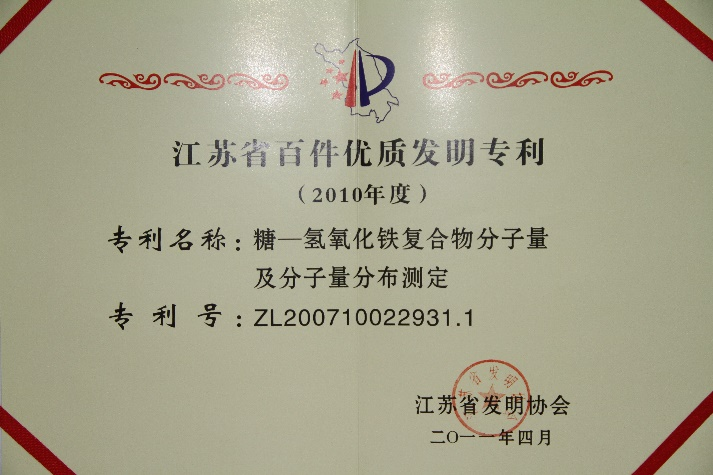 江苏省百件优质发明专利
（2010年度）
专利名称：糖—氢氧化铁复合物分子量
及分子量分布测定
专利号：ZL200710022931.1
江苏省发明协会
二〇一一年四月